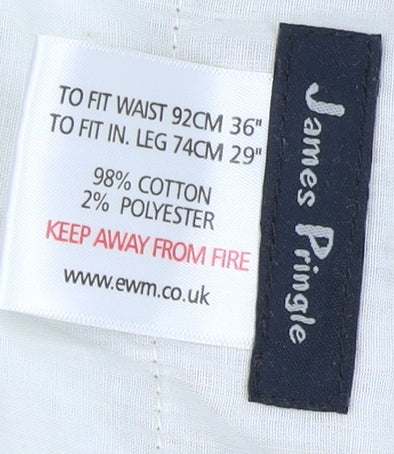 TO FIT WAIST 92CM 36"
TO FIT IN. LEG 74CM 29"
98% COTTON
2% POLYESTER
KEEP AWAY FROM FIRE
www.ewm.co.uk
James Pringle